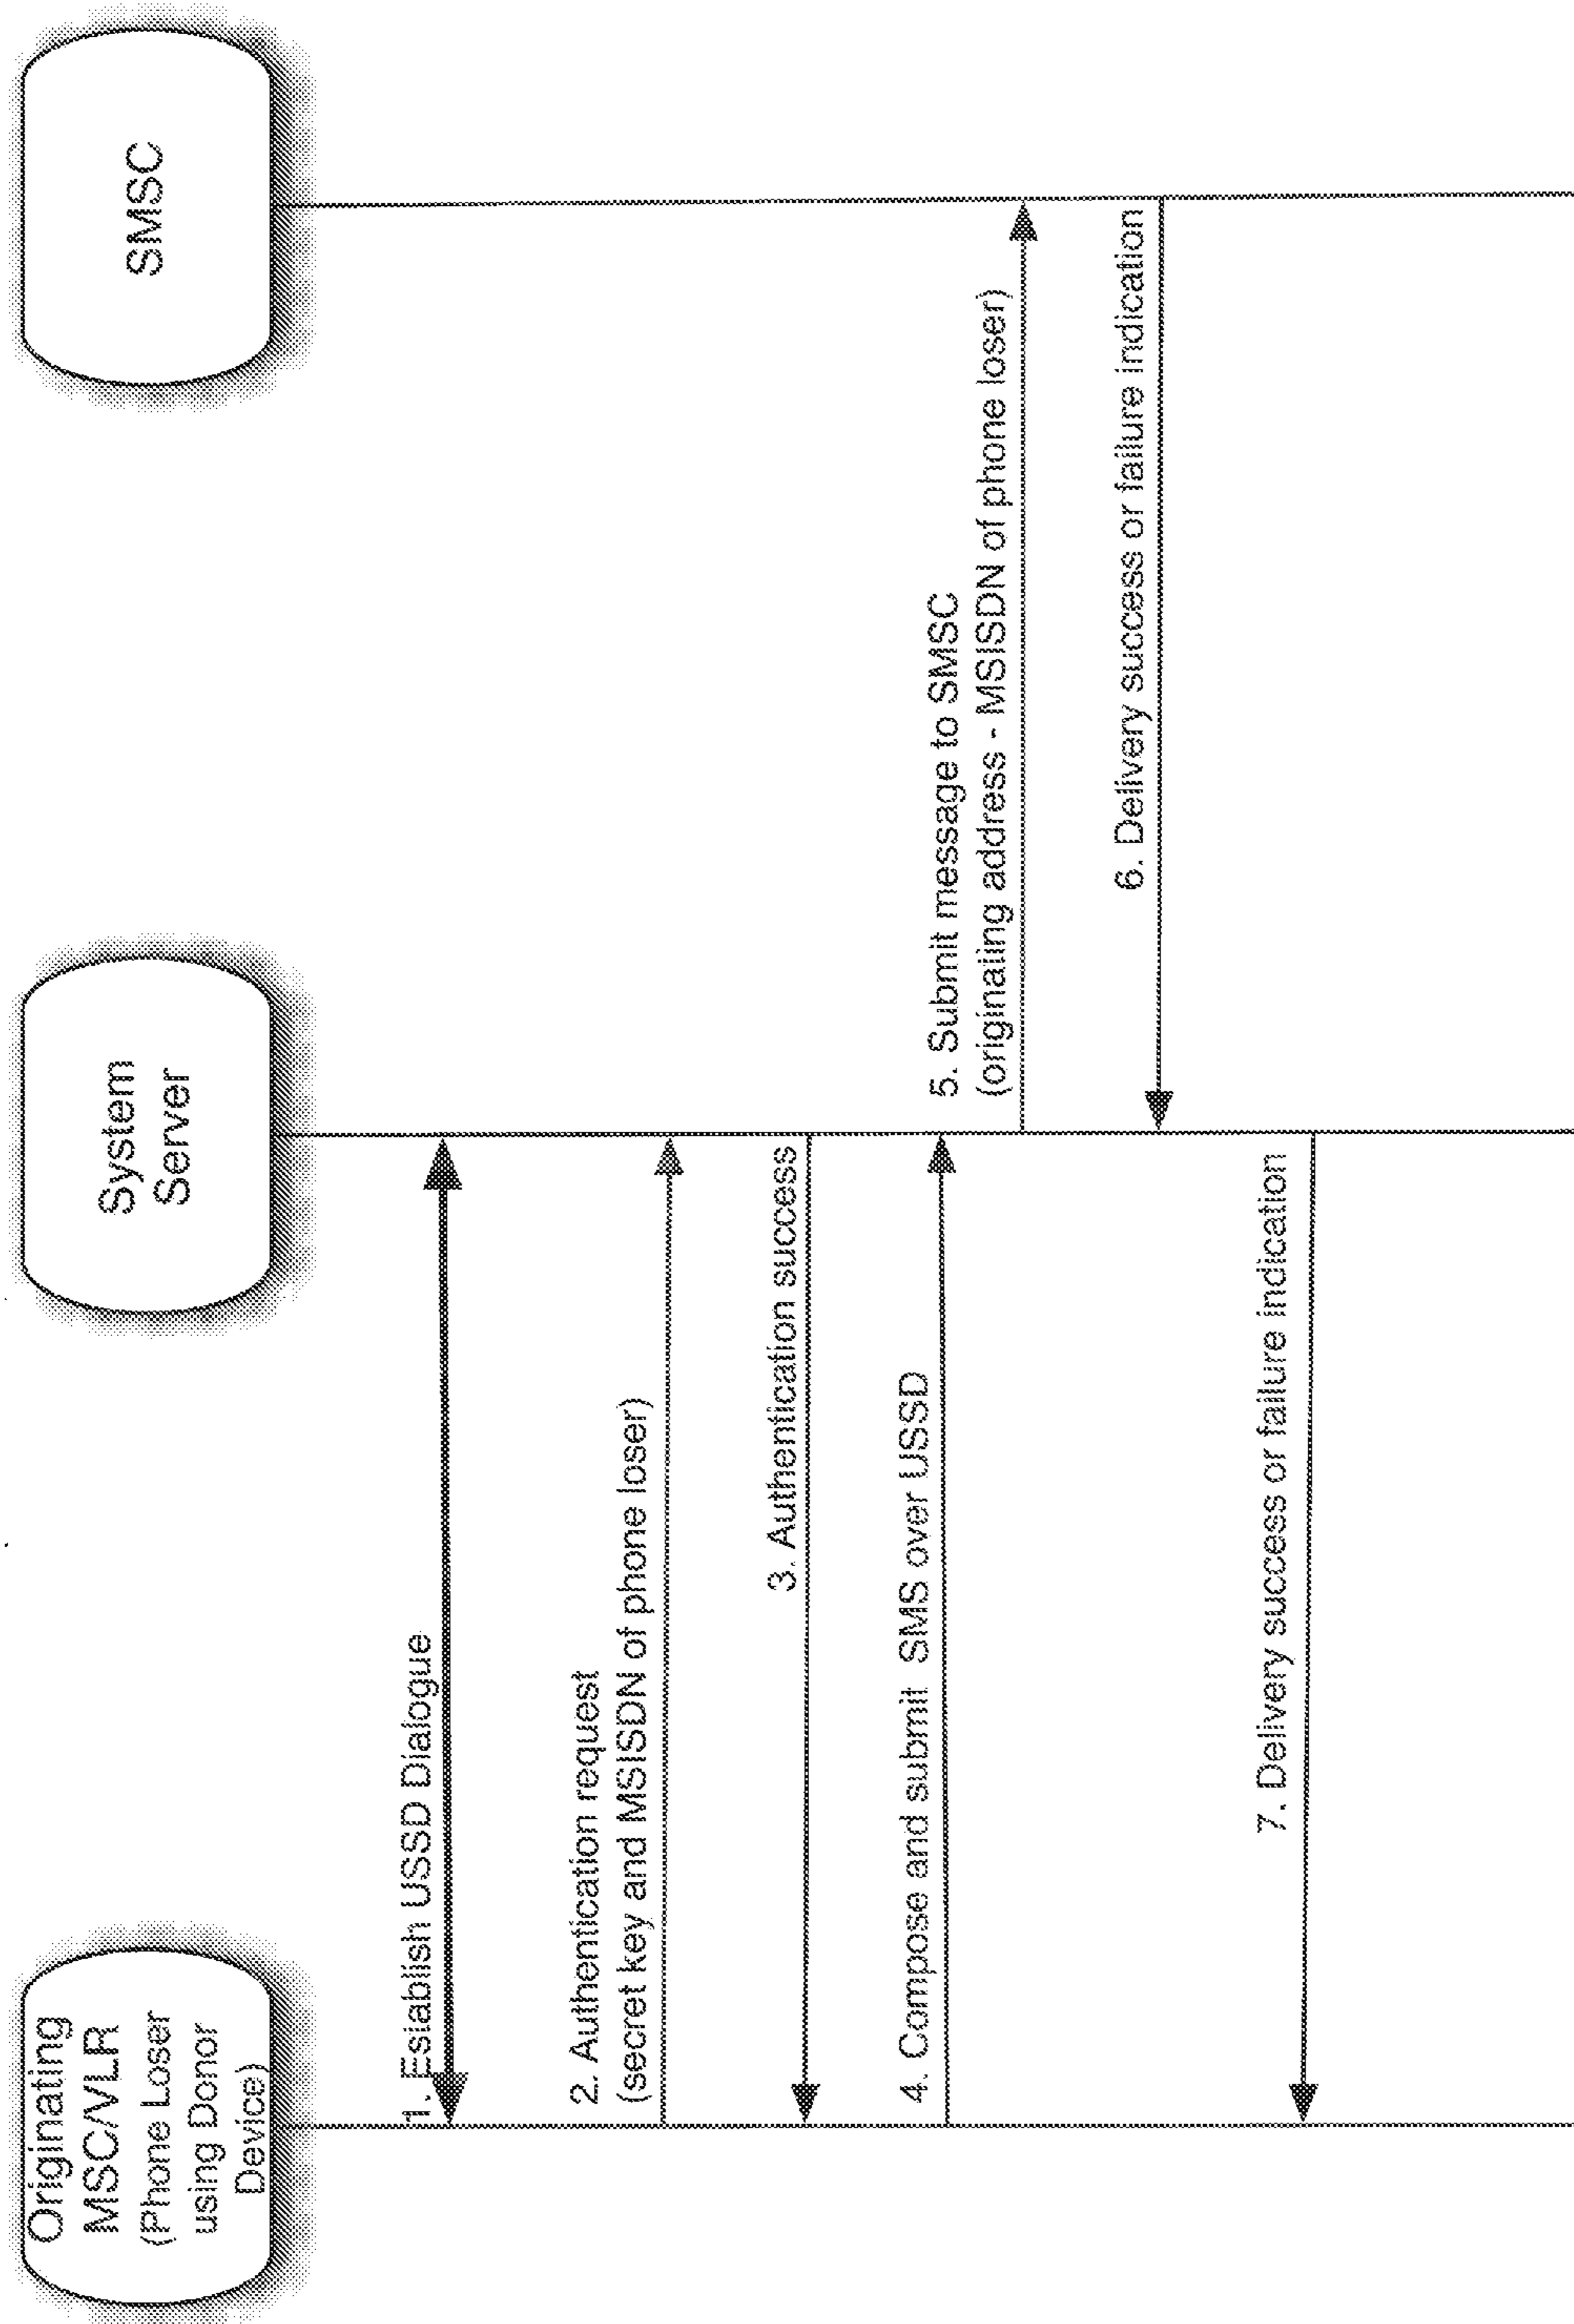 Originating
MSC/VLR
(Phone Loser
using Donor
Device)
System
Server
SMSC
1. Establish USSD Dialogue
2. Authentication request
(secret key and MSISDN of phone loser)
3. Authentication success
4. Compose and submit SMS over USSD
5. Submit message to SMSC
(originating address - MSISDN of phone loser)
6. Delivery success or failure indication
7. Delivery success or failure indication